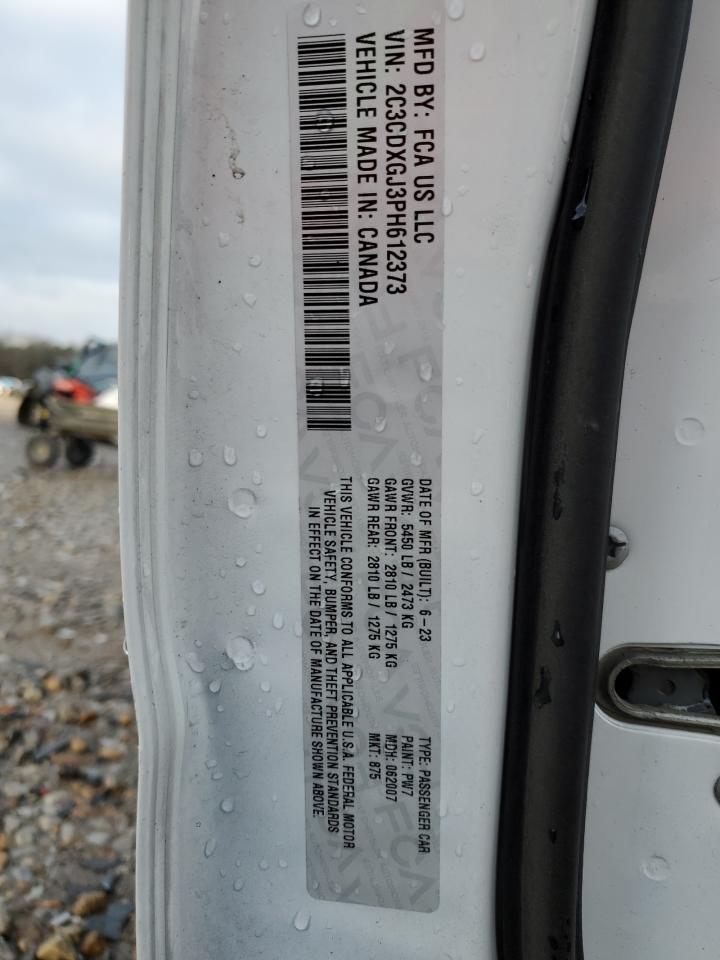 MFD BY: FCA US LLC
VIN: 2C3CDXGJ3PH612373
VEHICLE MADE IN: CANADA
DATE OF MFR (BUILT): 6-23
GVWR: 5450 LB / 2473 KG
GAWR FRONT: 2810 LB / 1275 KG
GAWR REAR: 2810 LB / 1275 KG
TYPE: PASSENGER CAR
PAINT: PW7
MDH: 062007
MKT: 875
THIS VEHICLE CONFORMS TO ALL APPLICABLE U.S.A. FEDERAL MOTOR
VEHICLE SAFETY, BUMPER, AND THEFT PREVENTION STANDARDS
IN EFFECT ON THE DATE OF MANUFACTURE SHOWN ABOVE.